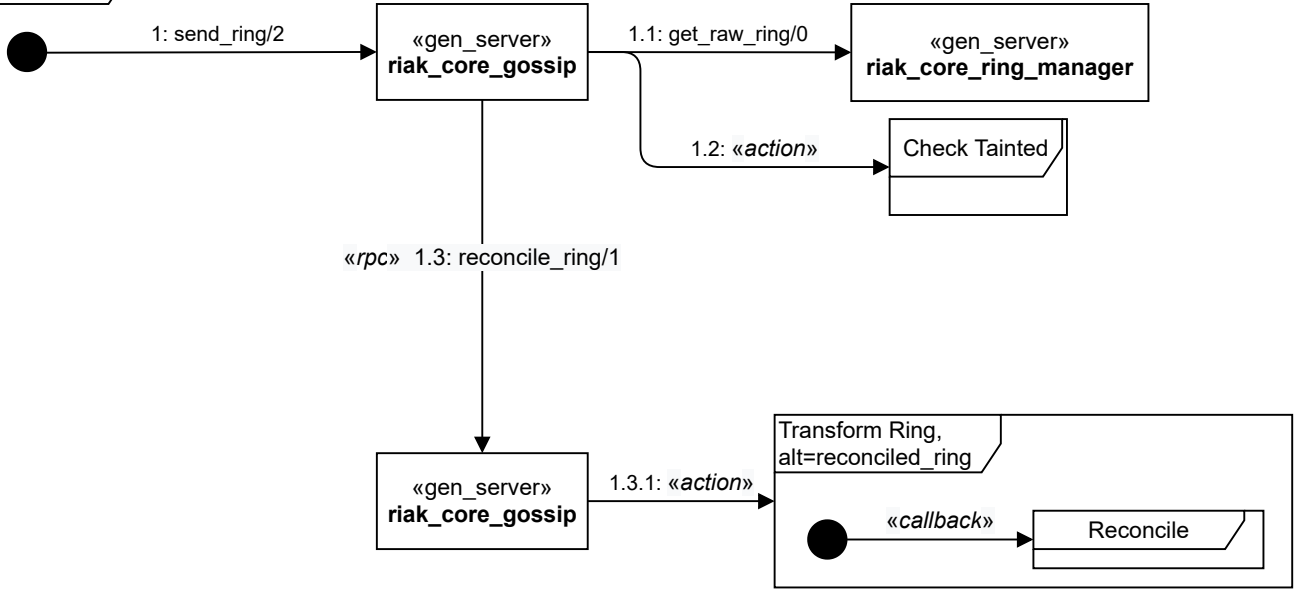 1: send_ring/2
«gen_server»
riak_core_gossip
1.1: get_raw_ring/0
«gen_server»
riak_core_ring_manager
1.2: «action»
Check Tainted
«rpc» 1.3: reconcile_ring/1
«gen_server»
riak_core_gossip
1.3.1: «action»
Transform Ring,
alt=reconciled_ring
«callback»
Reconcile